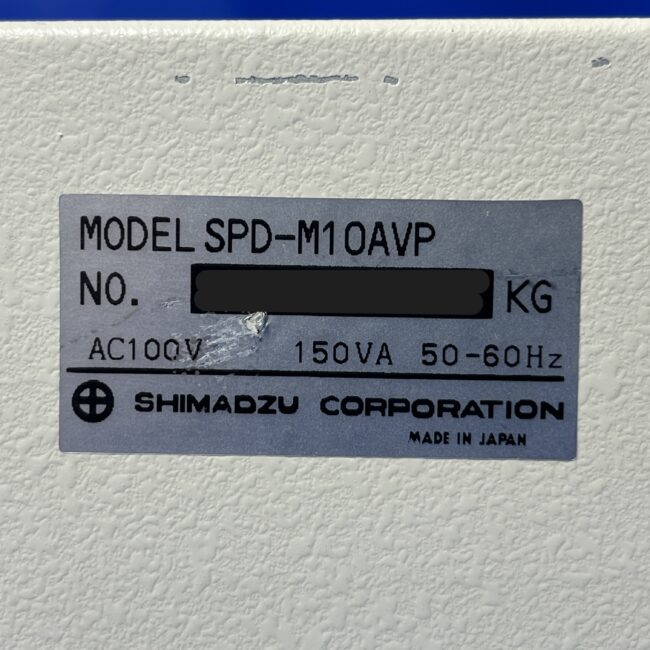 MODEL SPD-M10AVP
NO. KG
AC100V 150VA 50-60Hz
SHIMADZU CORPORATION
MADE IN JAPAN